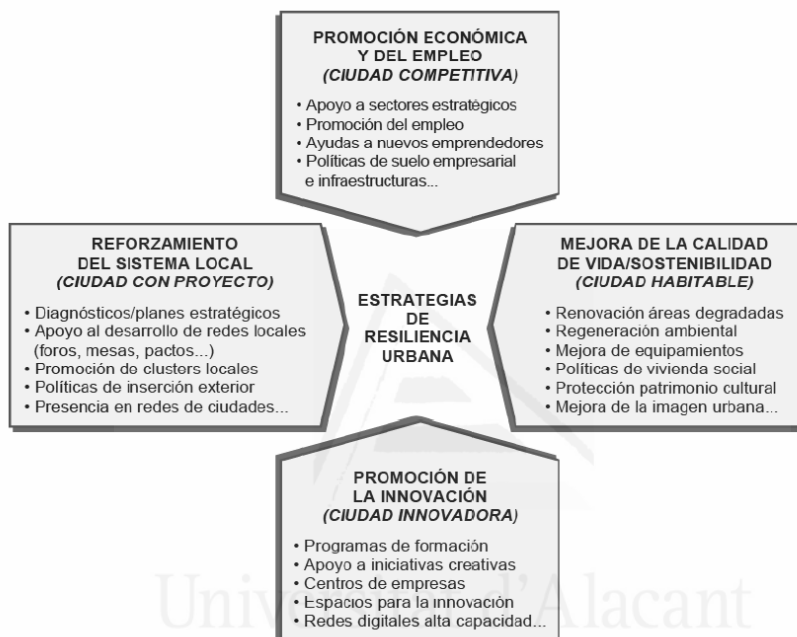 PROMOCIÓN ECONÓMICA
Y DEL EMPLEO
(CIUDAD COMPETITIVA)
• Apoyo a sectores estratégicos
• Promoción del empleo
• Ayudas a nuevos emprendedores
• Políticas de suelo empresarial
e infraestructuras...
REFORZAMIENTO
DEL SISTEMA LOCAL
(CIUDAD CON PROYECTO)
• Diagnósticos/planes estratégicos
• Apoyo al desarrollo de redes locales
(foros, mesas, pactos...)
• Promoción de clusters locales
• Políticas de inserción exterior
• Presencia en redes de ciudades...
ESTRATEGIAS
DE
RESILIENCIA
URBANA
MEJORA DE LA CALIDAD
DE VIDA/SOSTENIBILIDAD
(CIUDAD HABITABLE)
• Renovación áreas degradadas
• Regeneración ambiental
• Mejora de equipamientos
• Políticas de vivienda social
• Protección patrimonio cultural
• Mejora de la imagen urbana...
PROMOCIÓN DE
LA INNOVACIÓN
(CIUDAD INNOVADORA)
• Programas de formación
• Apoyo a iniciativas creativas
• Centros de empresas
• Espacios para la innovación
• Redes digitales alta capacidad...
Universitat d'Alacant